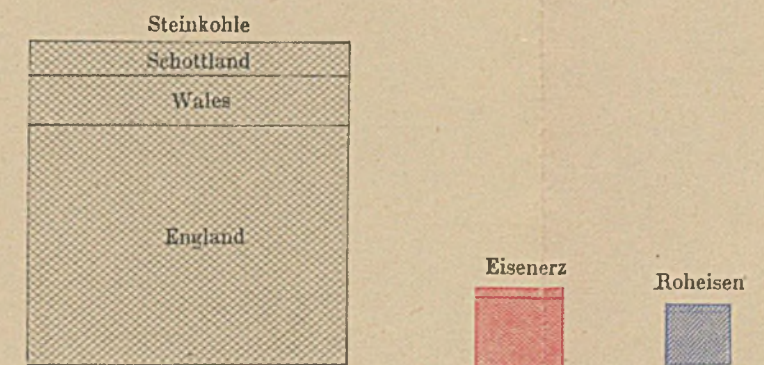 Steinkohle
Schottland
Wales
England
Eisenerz
Roheisen